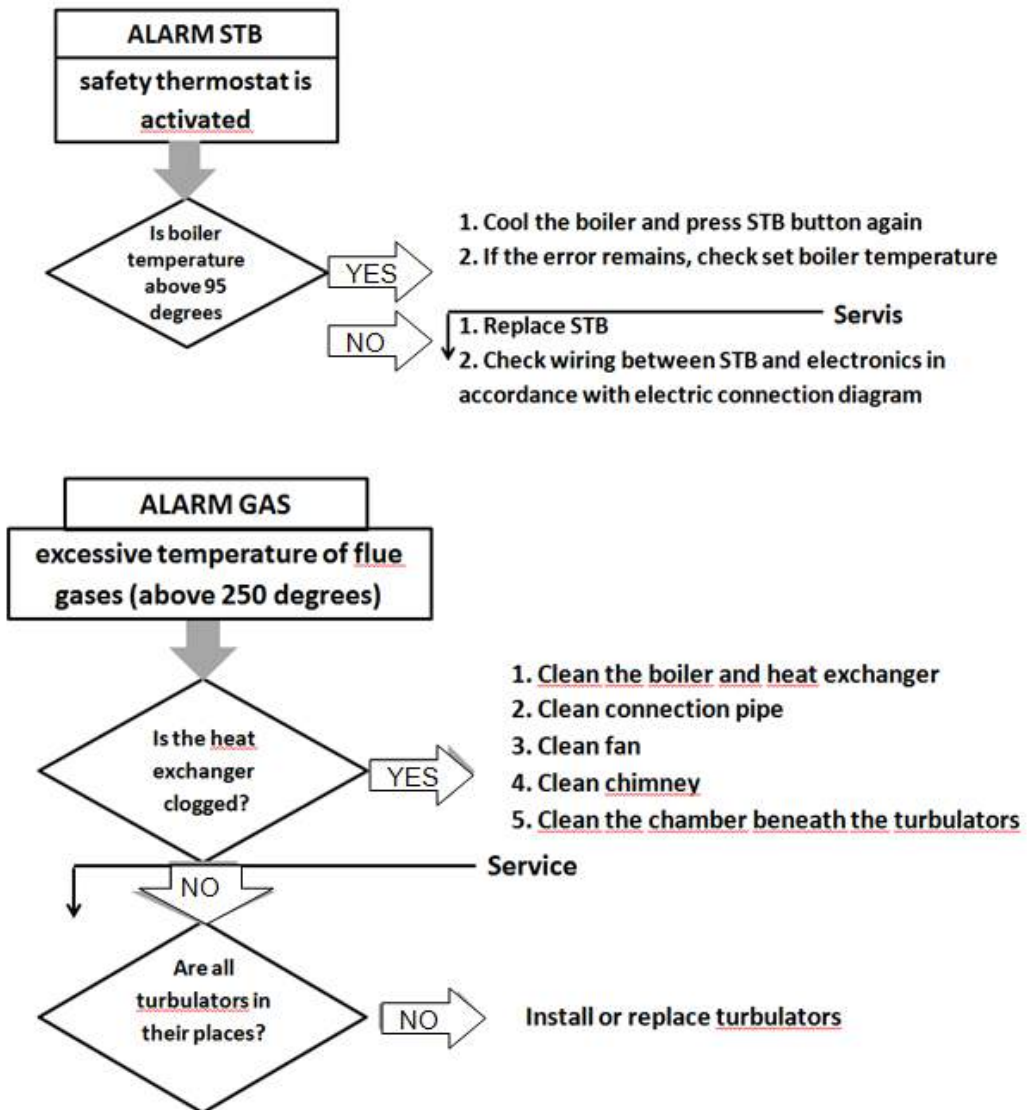 ALARM STB
safety thermostat is
activated
Is boiler
temperature
above 95
degrees
YES
1. Cool the boiler and press STB button again
2. If the error remains, check set boiler temperature
NO
Servis
1. Replace STB
2. Check wiring between STB and electronics in
accordance with electric connection diagram
ALARM GAS
excessive temperature of flue
gases (above 250 degrees)
Is the heat
exchanger
clogged?
YES
1. Clean the boiler and heat exchanger
2. Clean connection pipe
3. Clean fan
4. Clean chimney
5. Clean the chamber beneath the turbulators
Service
NO
Are all
turbulators in
their places?
NO
Install or replace turbulators